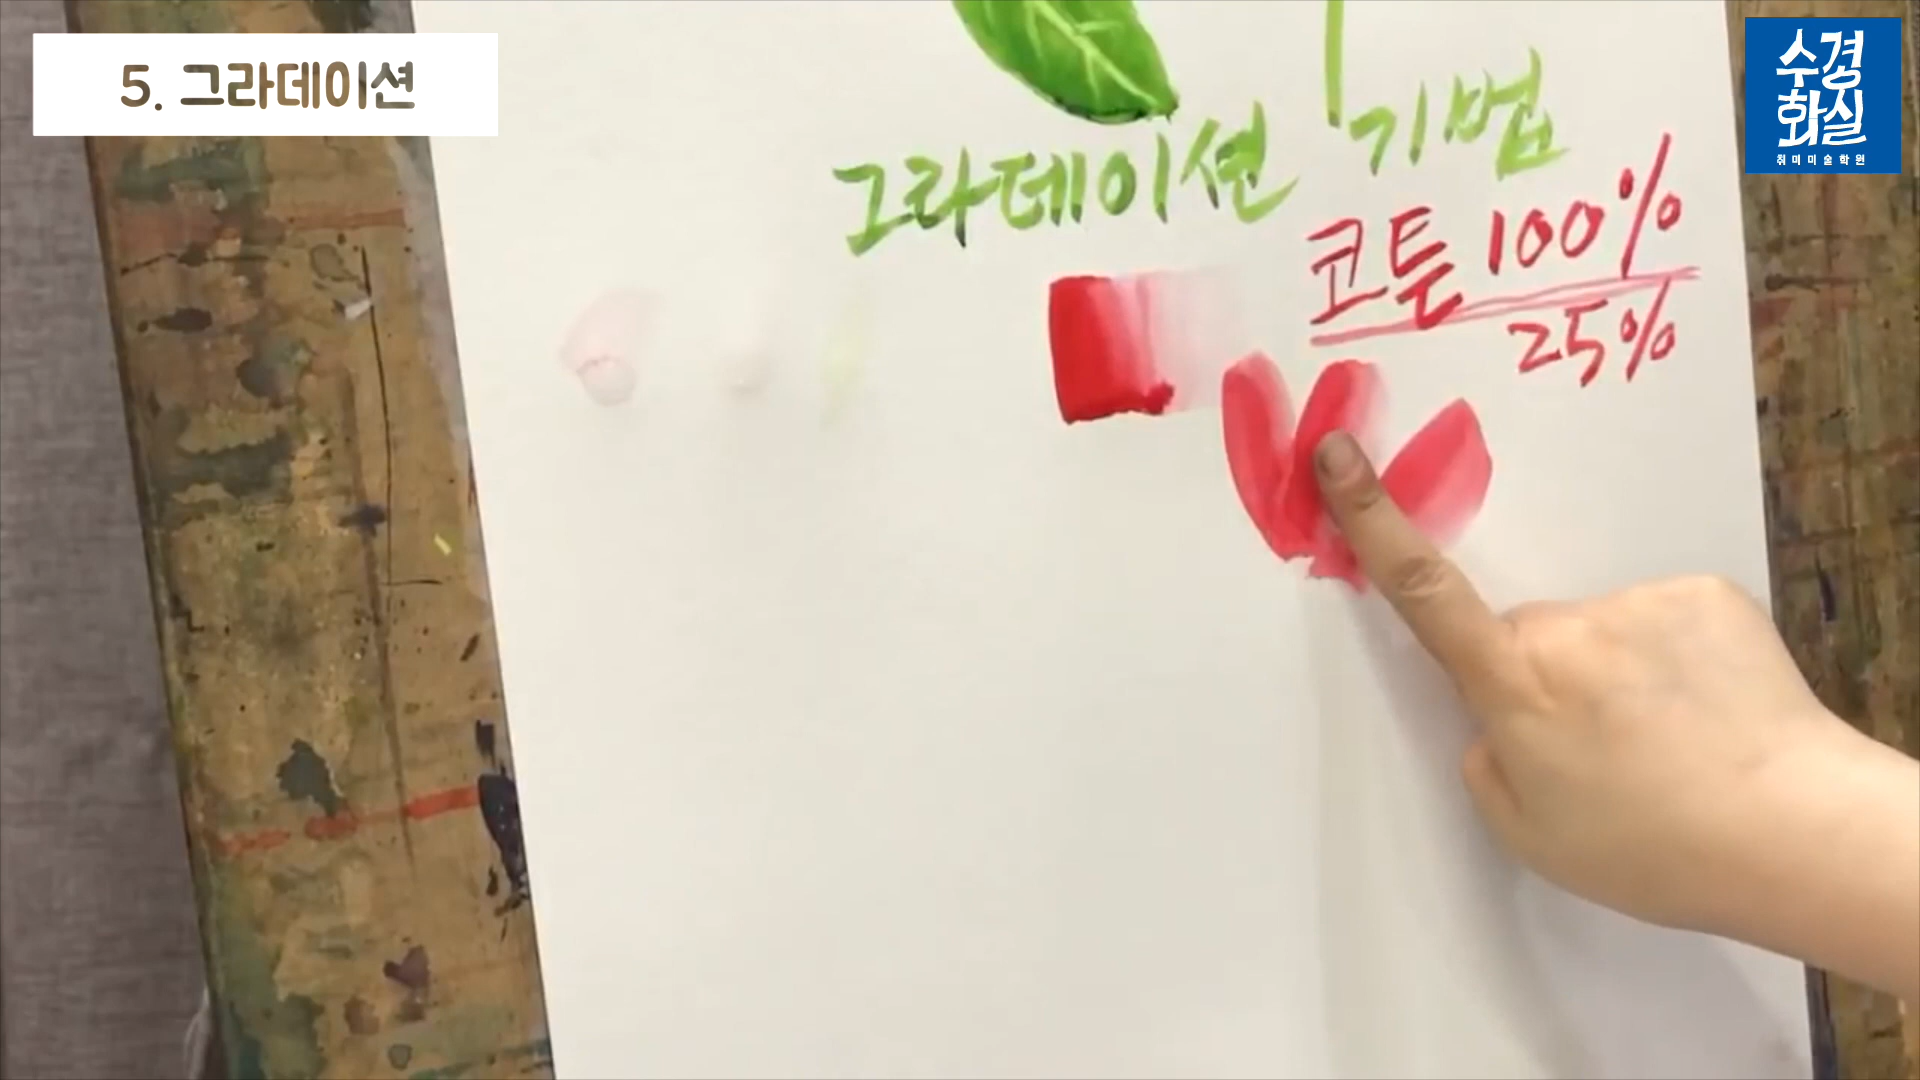 5. 그라데이션
수경
화실
취미미술학원
그라데이션 기법
코튼 100%
25%